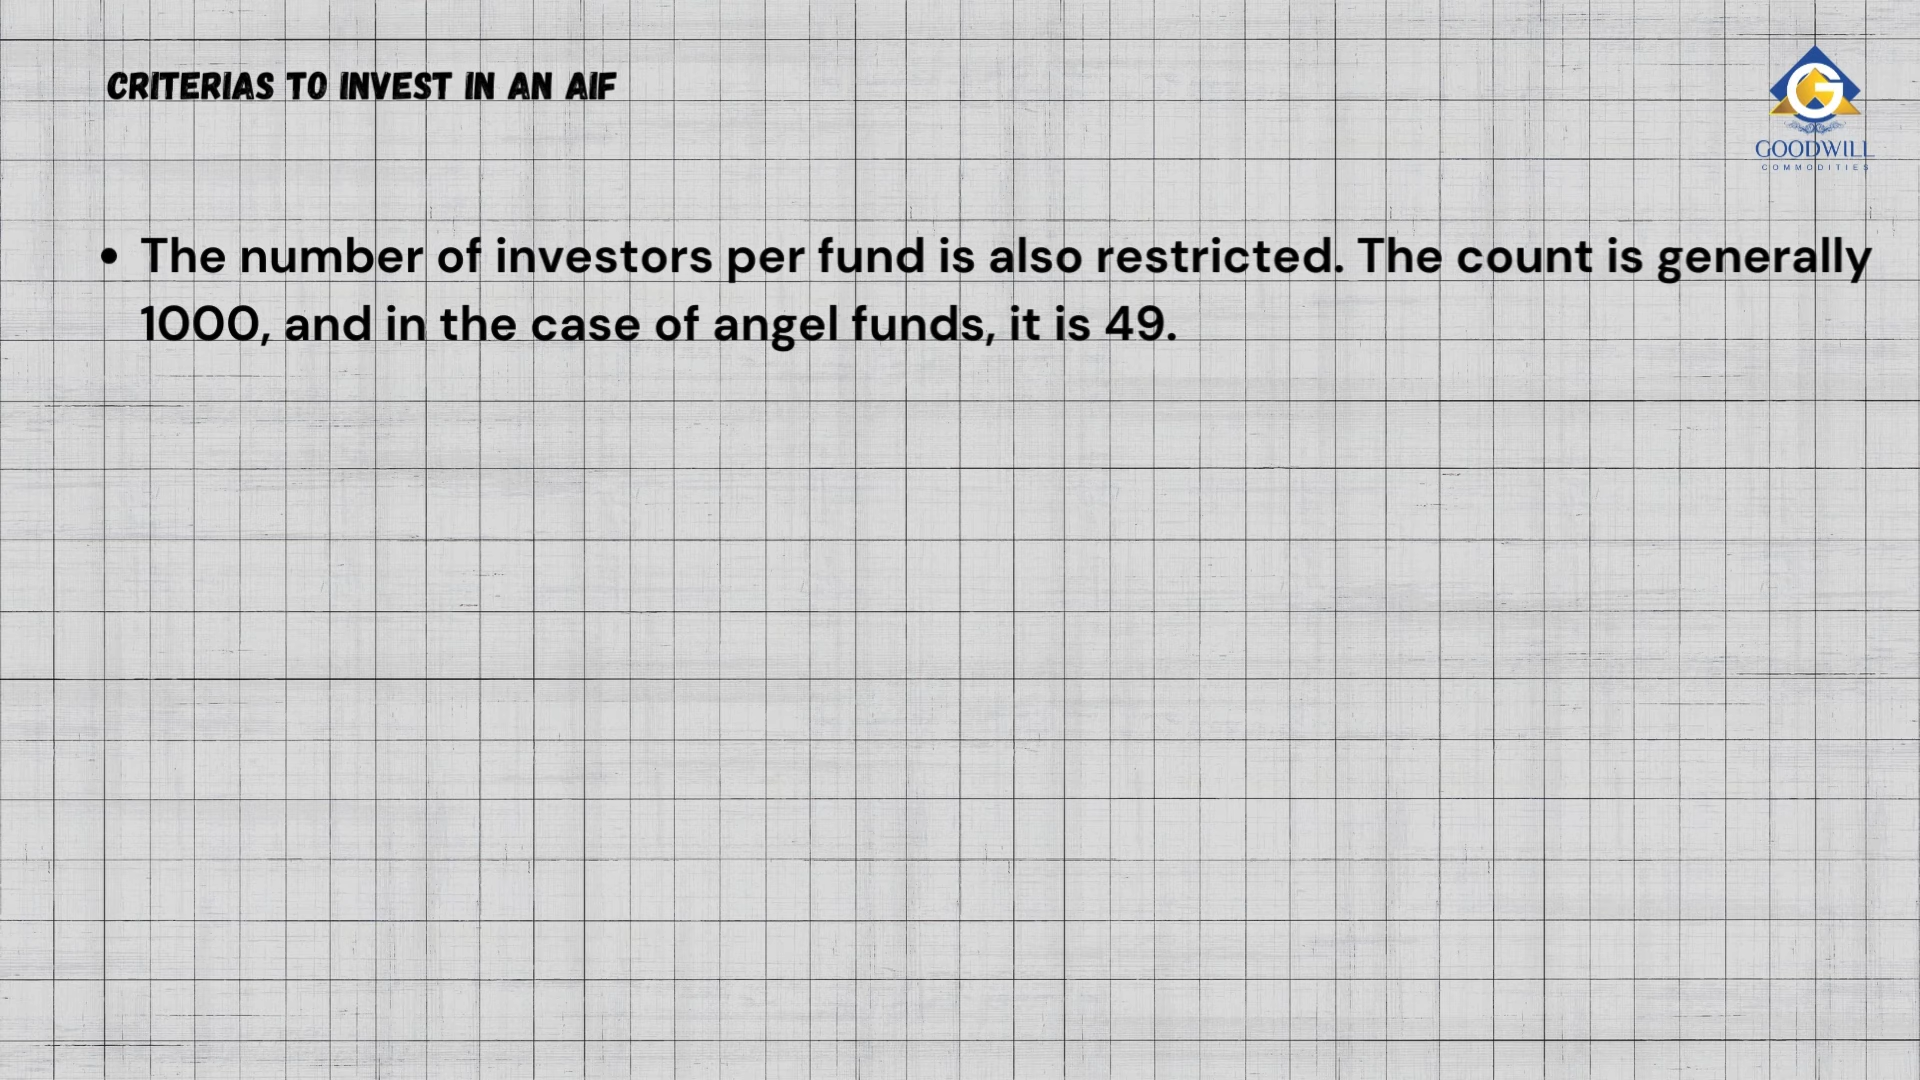 CRITERIAS TO INVEST IN AN AIF
GOODWILL
COMMODITIES
• The number of investors per fund is also restricted. The count is generally
1000, and in the case of angel funds, it is 49.